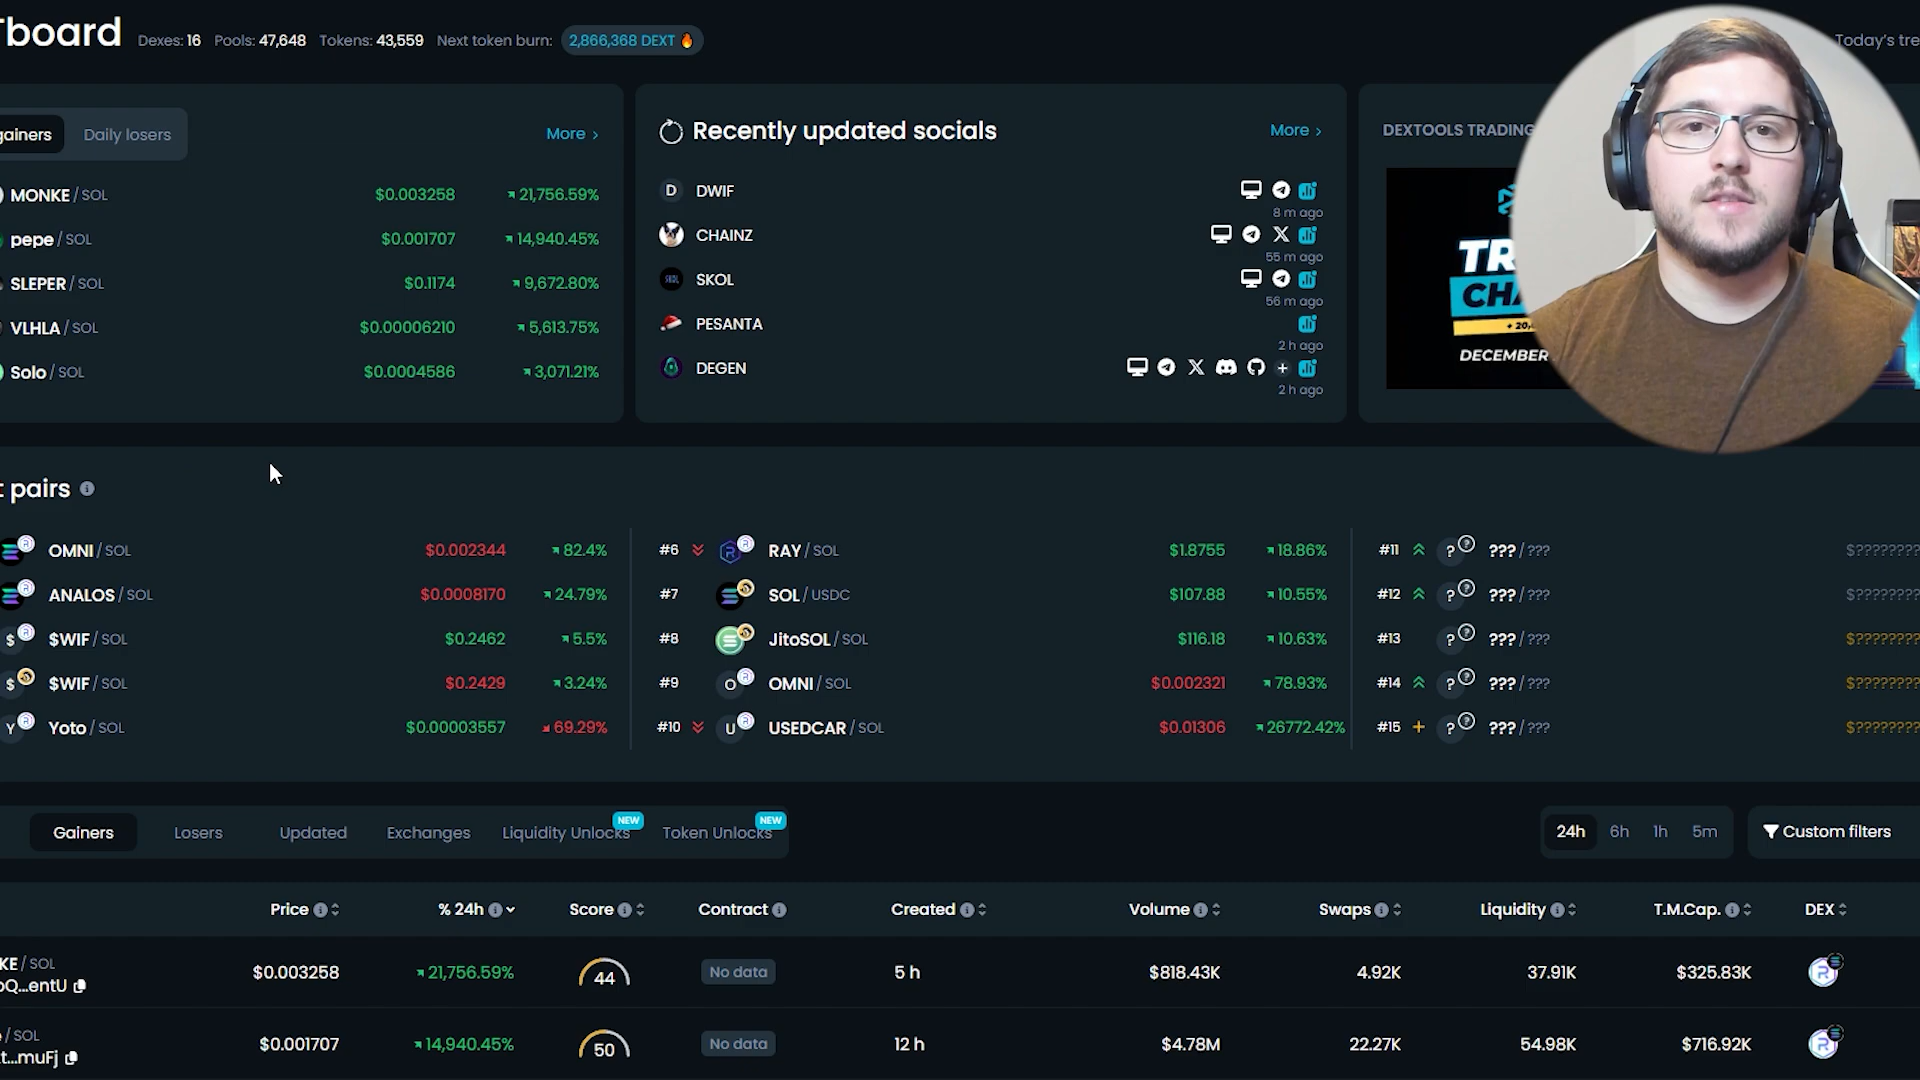 board Dexes: 16 Pools: 47,648 Tokens: 43,559 Next token burn: 2,866,368 DEXT Today's tre
gainers Daily losers More >
MONKE / SOL $0.003258 21,756.59%
pepe / SOL $0.001707 14,940.45%
SLEPER / SOL $0.1174 9,672.80%
VLHLA / SOL $0.00006210 5,613.75%
Solo / SOL $0.0004586 3,071.21%
Recently updated socials More >
D DWIF
8 m ago
CHAINZ
55 m ago
SKOL
56 m ago
PESANTA
2 h ago
DEGEN +
2 h ago
DEXTOOLS TRADING
TR
CH
+ 20,
DECEMBER
pairs
OMNI / SOL $0.002344 82.4%
ANALOS / SOL $0.0008170 24.79%
$ $WIF / SOL $0.2462 5.5%
$ $WIF / SOL $0.2429 3.24%
Y Yoto / SOL $0.00003557 69.29%
#6 RAY / SOL $1.8755 18.86%
#7 SOL / USDC $107.88 10.55%
#8 JitoSOL / SOL $116.18 10.63%
#9 O OMNI / SOL $0.002321 78.93%
#10 U USEDCAR / SOL $0.01306 26772.42%
#11 ? ? ??? / ??? $????????
#12 ? ? ??? / ??? $????????
#13 ? ? ??? / ??? $????????
#14 ? ? ??? / ??? $????????
#15 + ? ? ??? / ??? $????????
Gainers Losers Updated Exchanges Liquidity Unlocks NEW Token Unlocks NEW 24h 6h 1h 5m Custom filters
Price % 24h Score Contract Created Volume Swaps Liquidity T.M.Cap. DEX
KE / SOL
Q...entU
$0.003258 21,756.59% 44 No data 5 h $818.43K 4.92K 37.91K $325.83K
/ SOL
t...muFj
$0.001707 14,940.45% 50 No data 12 h $4.78M 22.27K 54.98K $716.92K